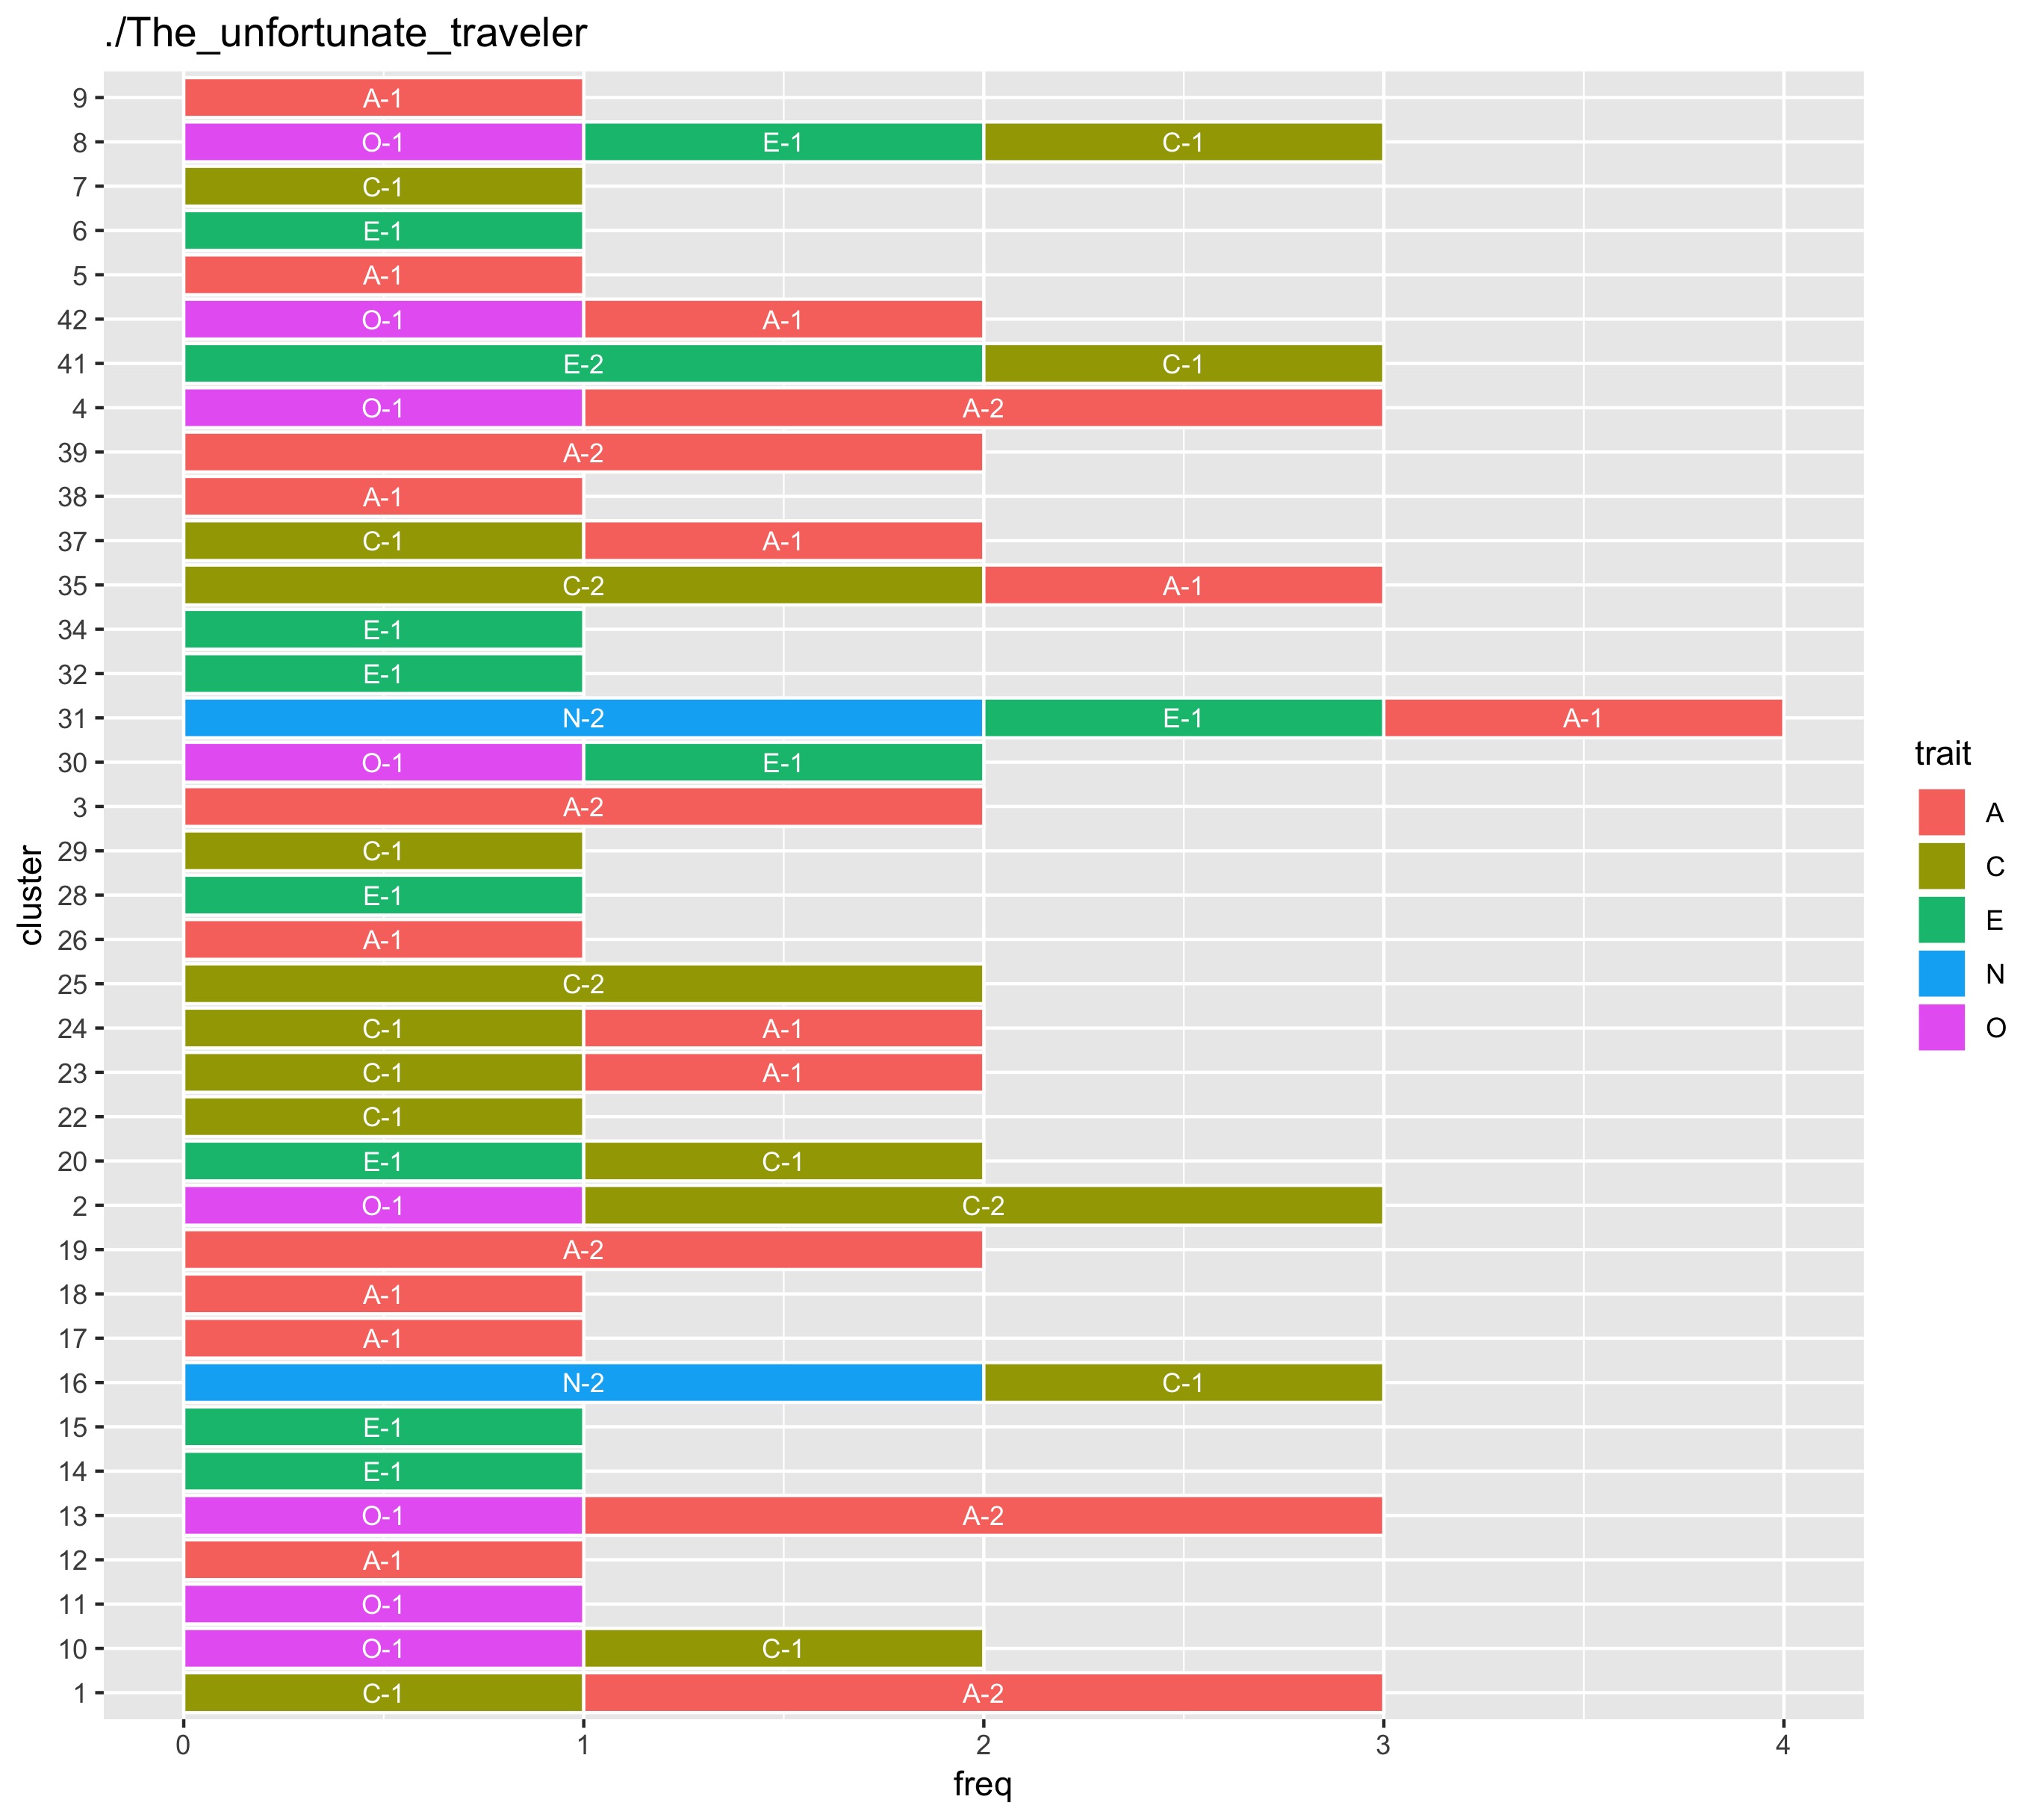 ./The_unfortunate_traveler
9 A-1
8 O-1 E-1 C-1
7 C-1
6 E-1
5 A-1
42 O-1 A-1
41 E-2 C-1
4 O-1 A-2
39 A-2
38 A-1
37 C-1 A-1
35 C-2 A-1
34 E-1
32 E-1
31 N-2 E-1 A-1
30 O-1 E-1
3 A-2
29 C-1
28 E-1
26 A-1
25 C-2
24 C-1 A-1
23 C-1 A-1
22 C-1
20 E-1 C-1
2 O-1 C-2
19 A-2
18 A-1
17 A-1
16 N-2 C-1
15 E-1
14 E-1
13 O-1 A-2
12 A-1
11 O-1
10 O-1 C-1
1 C-1 A-2
0 1 2 3 4
freq
cluster
trait
A
C
E
N
O